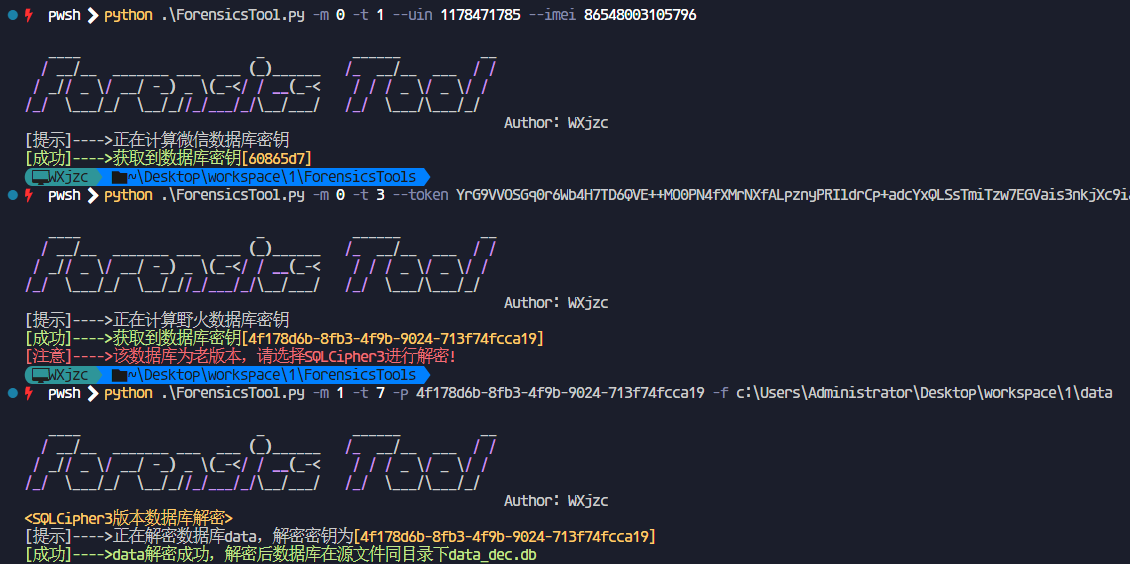 pwsh ❯ python .\ForensicsTool.py -m 0 -t 1 --uin 1178471785 --imei 86548003105796
Forensics Tool
Author: WXjzc
[提示]---->正在计算微信数据库密钥
[成功]---->获取到数据库密钥[60865d7]
WXjzc ~\Desktop\workspace\1\ForensicsTools
pwsh ❯ python .\ForensicsTool.py -m 0 -t 3 --token YrG9VVOSGq0r6Wb4H7TD6QVE++MO0PN4fXMrNXfALpznyPRIldrCp+adcYxQLSsTmiTzw7EGVais3nkjXc9i
Forensics Tool
Author: WXjzc
[提示]---->正在计算野火数据库密钥
[成功]---->获取到数据库密钥[4f178d6b-8fb3-4f9b-9024-713f74fcca19]
[注意]---->该数据库为老版本，请选择SQLCipher3进行解密!
WXjzc ~\Desktop\workspace\1\ForensicsTools
pwsh ❯ python .\ForensicsTool.py -m 1 -t 7 -p 4f178d6b-8fb3-4f9b-9024-713f74fcca19 -f c:\Users\Administrator\Desktop\workspace\1\data
Forensics Tool
Author: WXjzc
<SQLCipher3版本数据库解密>
[提示]---->正在解密数据库data，解密密钥为[4f178d6b-8fb3-4f9b-9024-713f74fcca19]
[成功]---->data解密成功，解密后数据库在源文件同目录下data_dec.db